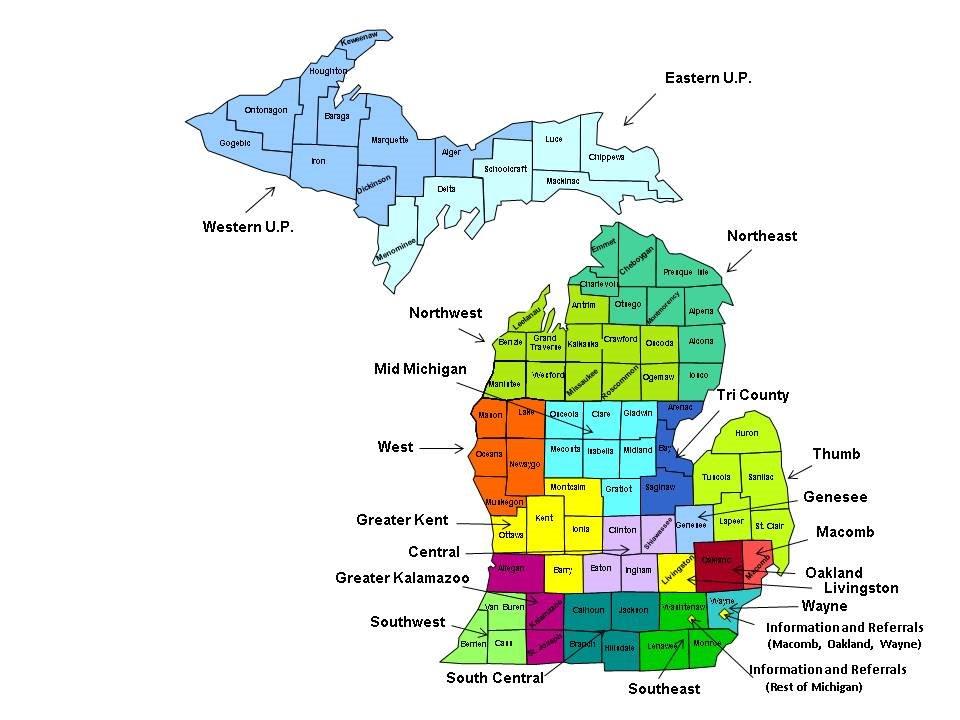 Keweenaw
Houghton
Eastern U.P.
Ontonagon
Baraga
Gogebic
Marquette
Luce
Alger
Chippewa
Iron
Schoolcraft
Dickinson
Delta
Mackinac
Western U.P.
Menominee
Northeast
Emmet
Cheboygan
Presque Isle
Charlevoix
Northwest
Leelanau
Antrim
Otsego
Montmorency
Alpena
Benzie
Grand
Traverse
Kalkaska
Crawford
Oscoda
Alcona
Mid Michigan
Manistee
Wexford
Missaukee
Roscommon
Ogemaw
Iosco
Tri County
Mason
Lake
Osceola
Clare
Gladwin
Arenac
West
Oceana
Newaygo
Mecosta
Isabella
Midland
Bay
Huron
Thumb
Tuscola
Sanilac
Montcalm
Gratiot
Saginaw
Genesee
Muskegon
Greater Kent
Ottawa
Kent
Ionia
Clinton
Shiawassee
Genesee
Lapeer
St. Clair
Macomb
Central
Greater Kalamazoo
Allegan
Barry
Eaton
Ingham
Livingston
Oakland
Macomb
Oakland
Livingston
Wayne
Southwest
Van Buren
Kalamazoo
Calhoun
Jackson
Washtenaw
Wayne
Information and Referrals
(Macomb, Oakland, Wayne)
Berrien
Cass
St. Joseph
Branch
Hillsdale
Lenawee
Monroe
South Central
Southeast
Information and Referrals
(Rest of Michigan)